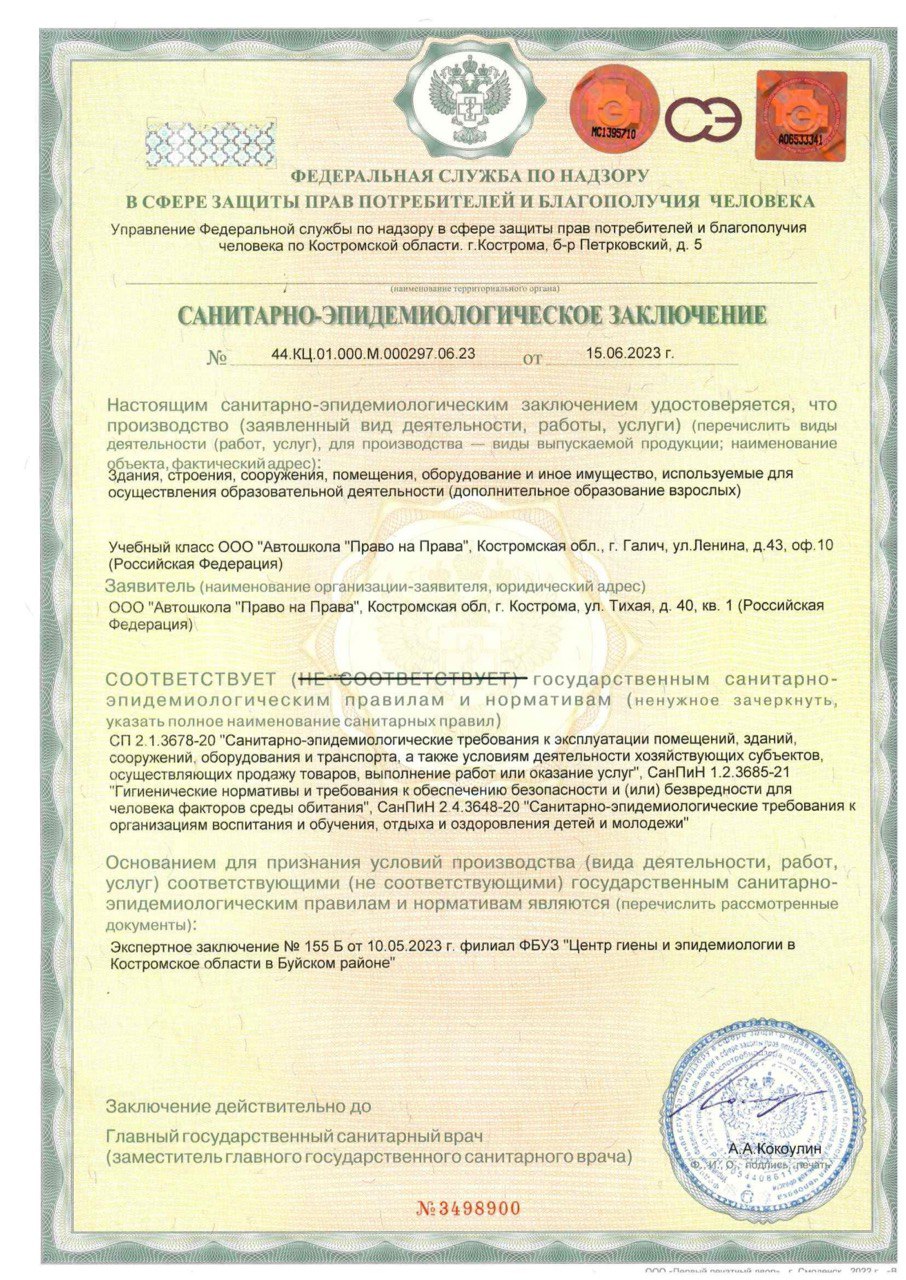 МС1395710
СЭ
А06533341
ФЕДЕРАЛЬНАЯ СЛУЖБА ПО НАДЗОРУ
В СФЕРЕ ЗАЩИТЫ ПРАВ ПОТРЕБИТЕЛЕЙ И БЛАГОПОЛУЧИЯ ЧЕЛОВЕКА
Управление Федеральной службы по надзору в сфере защиты прав потребителей и благополучия
человека по Костромской области. г.Кострома, б-р Петрковский, д. 5
(наименование территориального органа)
САНИТАРНО-ЭПИДЕМИОЛОГИЧЕСКОЕ ЗАКЛЮЧЕНИЕ
№ 44.КЦ.01.000.М.000297.06.23 от 15.06.2023 г.
Настоящим санитарно-эпидемиологическим заключением удостоверяется, что
производство (заявленный вид деятельности, работы, услуги) (перечислить виды
деятельности (работ, услуг), для производства — виды выпускаемой продукции; наименование
объекта, фактический адрес):
Здания, строения, сооружения, помещения, оборудование и иное имущество, используемые для
осуществления образовательной деятельности (дополнительное образование взрослых)
Учебный класс ООО "Автошкола "Право на Права", Костромская обл., г. Галич, ул.Ленина, д.43, оф.10
(Российская Федерация)
Заявитель (наименование организации-заявителя, юридический адрес)
ООО "Автошкола "Право на Права", Костромская обл, г. Кострома, ул. Тихая, д. 40, кв. 1 (Российская
Федерация)
СООТВЕТСТВУЕТ (НЕ СООТВЕТСТВУЕТ) государственным санитарно-
эпидемиологическим правилам и нормативам (ненужное зачеркнуть,
указать полное наименование санитарных правил)
СП 2.1.3678-20 "Санитарно-эпидемиологические требования к эксплуатации помещений, зданий,
сооружений, оборудования и транспорта, а также условиям деятельности хозяйствующих субъектов,
осуществляющих продажу товаров, выполнение работ или оказание услуг", СанПиН 1.2.3685-21
"Гигиенические нормативы и требования к обеспечению безопасности и (или) безвредности для
человека факторов среды обитания", СанПиН 2.4.3648-20 "Санитарно-эпидемиологические требования к
организациям воспитания и обучения, отдыха и оздоровления детей и молодежи"
Основанием для признания условий производства (вида деятельности, работ,
услуг) соответствующими (не соответствующими) государственным санитарно-
эпидемиологическим правилам и нормативам являются (перечислить рассмотренные
документы):
Экспертное заключение № 155 Б от 10.05.2023 г. филиал ФБУЗ "Центр гиены и эпидемиологии в
Костромское области в Буйском районе"
Заключение действительно до
Главный государственный санитарный врач
(заместитель главного государственного санитарного врача)
А.А.Кокоулин
Ф., И., О., подпись, печать
№3498900
ООО «Первый печатный двор», г. Смоленск, 2022 г., «В